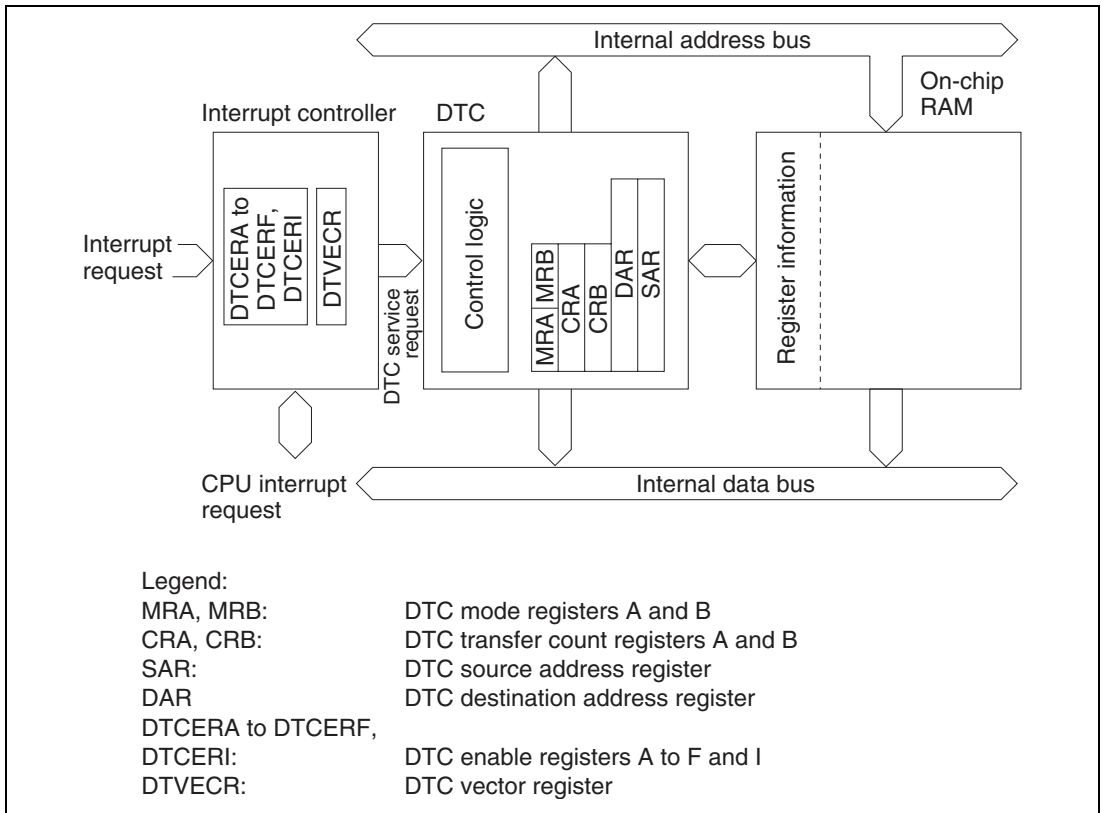 Internal address bus
On-chip
RAM
Interrupt controller
DTC
Interrupt
request
DTCERA to
DTCERF,
DTCERI
DTVECR
DTC service
request
Control logic
MRA
MRB
CRA
CRB
DAR
SAR
Register information
CPU interrupt
request
Internal data bus
Legend:
MRA, MRB: DTC mode registers A and B
CRA, CRB: DTC transfer count registers A and B
SAR: DTC source address register
DAR DTC destination address register
DTCERA to DTCERF,
DTCERI: DTC enable registers A to F and I
DTVECR: DTC vector register